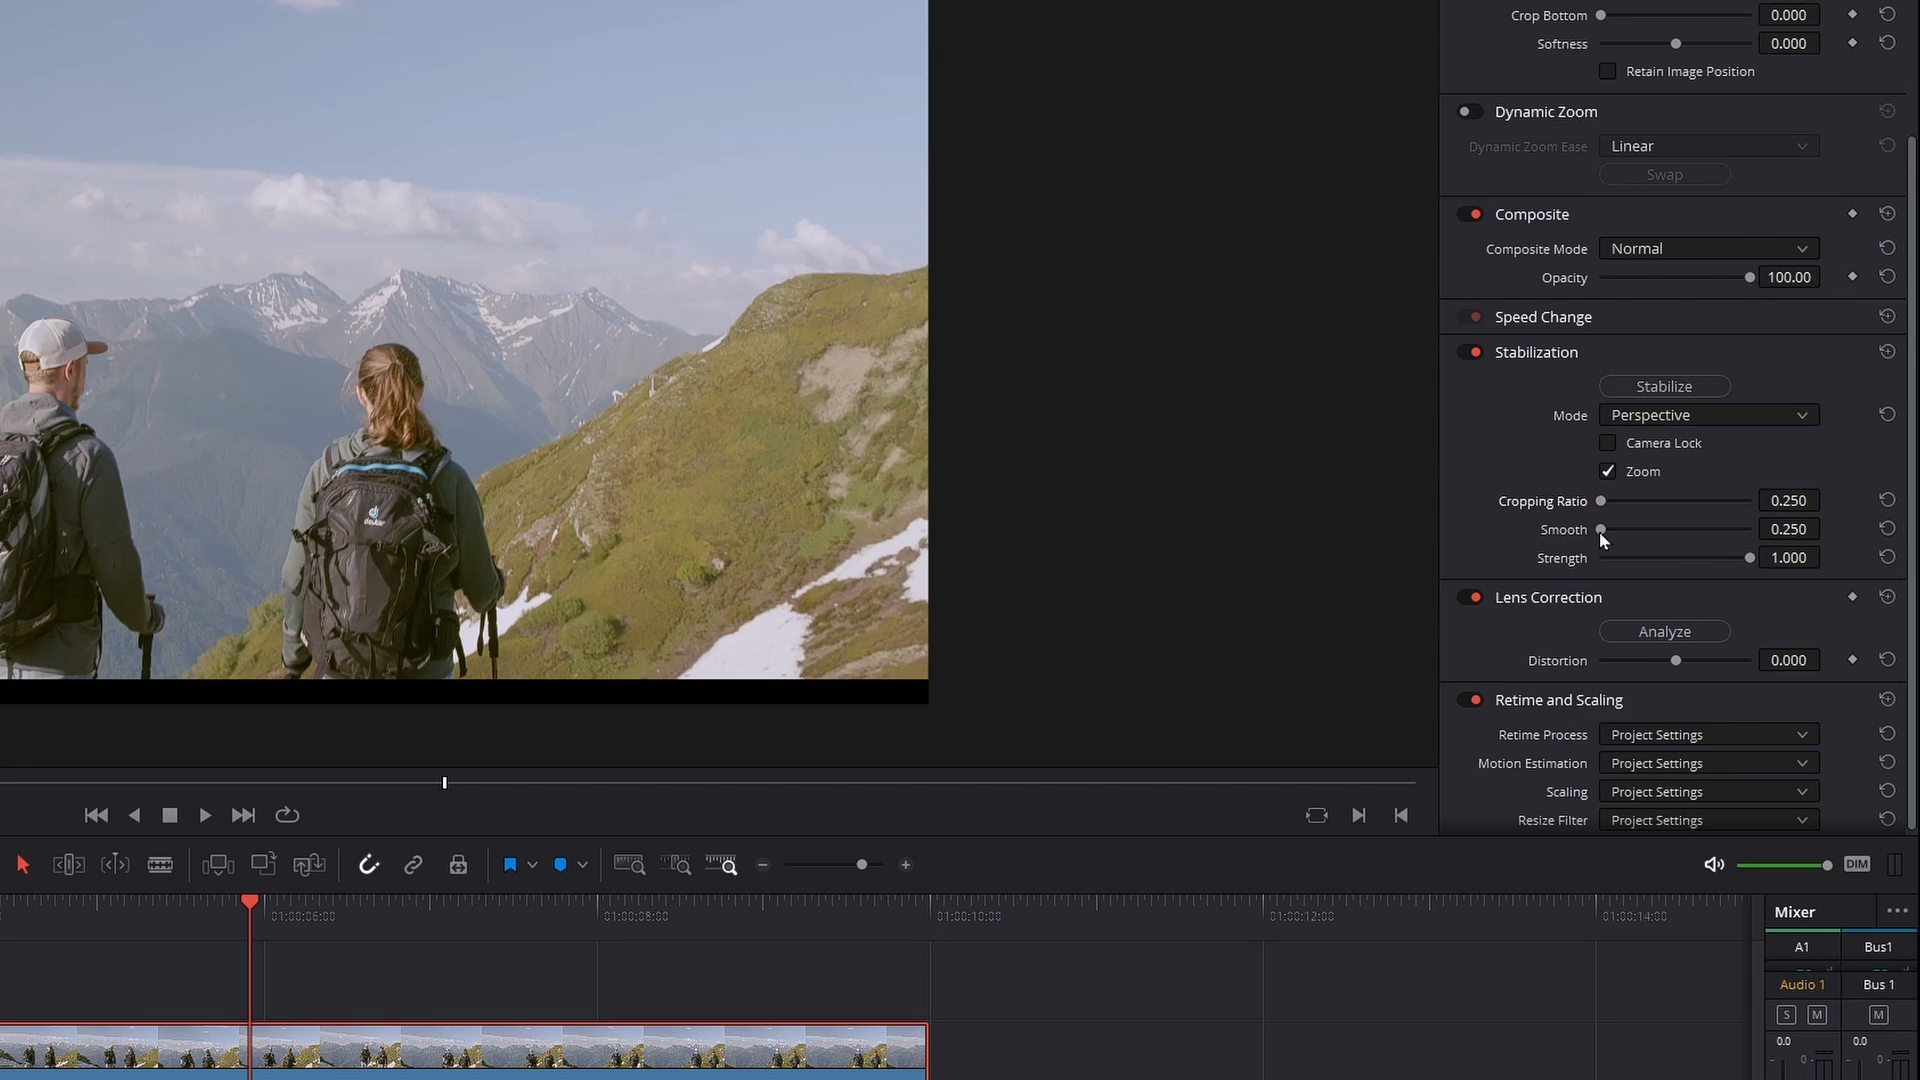 Crop Bottom 0.000
Softness 0.000
Retain Image Position
Dynamic Zoom
Dynamic Zoom Ease Linear
Swap
Composite
Composite Mode Normal
Opacity 100.00
Speed Change
Stabilization
Stabilize
Mode Perspective
Camera Lock
Zoom
Cropping Ratio 0.250
Smooth 0.250
Strength 1.000
Lens Correction
Analyze
Distortion 0.000
Retime and Scaling
Retime Process Project Settings
Motion Estimation Project Settings
Scaling Project Settings
Resize Filter Project Settings
deuter
DIM
01:00:06:00 01:00:08:00 01:00:10:00 01:00:12:00 01:00:14:00
Mixer
A1 Bus1
Audio 1 Bus 1
S M M
0.0 0.0
0 0